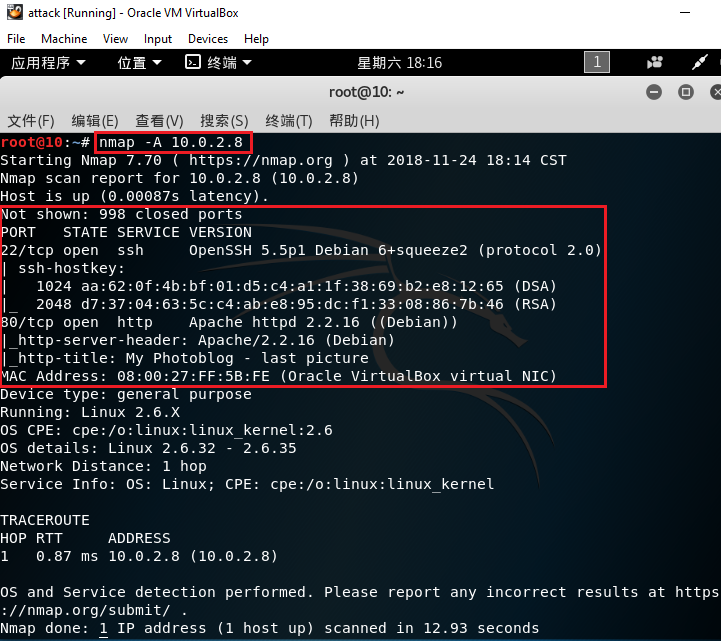 attack [Running] - Oracle VM VirtualBox
File Machine View Input Devices Help
应用程序 位置 终端 星期六 18:16 1
root@10: ~
文件(F) 编辑(E) 查看(V) 搜索(S) 终端(T) 帮助(H)
root@10:~# nmap -A 10.0.2.8
Starting Nmap 7.70 ( https://nmap.org ) at 2018-11-24 18:14 CST
Nmap scan report for 10.0.2.8 (10.0.2.8)
Host is up (0.00087s latency).
Not shown: 998 closed ports
PORT   STATE SERVICE VERSION
22/tcp open  ssh     OpenSSH 5.5p1 Debian 6+squeeze2 (protocol 2.0)
| ssh-hostkey:
|   1024 aa:62:0f:4b:bf:01:d5:c4:a1:1f:38:69:b2:e8:12:65 (DSA)
|_  2048 d7:37:04:63:5c:c4:ab:e8:95:dc:f1:33:08:86:7b:46 (RSA)
80/tcp open  http    Apache httpd 2.2.16 ((Debian))
|_http-server-header: Apache/2.2.16 (Debian)
|_http-title: My Photoblog - last picture
MAC Address: 08:00:27:FF:5B:FE (Oracle VirtualBox virtual NIC)
Device type: general purpose
Running: Linux 2.6.X
OS CPE: cpe:/o:linux:linux_kernel:2.6
OS details: Linux 2.6.32 - 2.6.35
Network Distance: 1 hop
Service Info: OS: Linux; CPE: cpe:/o:linux:linux_kernel
TRACEROUTE
HOP RTT     ADDRESS
1   0.87 ms 10.0.2.8 (10.0.2.8)
OS and Service detection performed. Please report any incorrect results at https
://nmap.org/submit/ .
Nmap done: 1 IP address (1 host up) scanned in 12.93 seconds